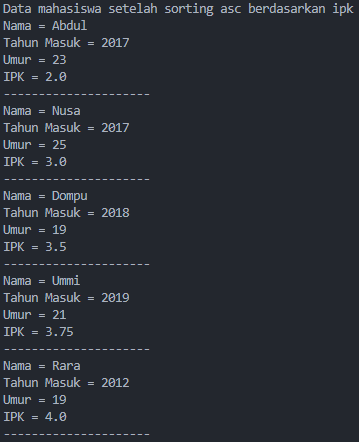 Data mahasiswa setelah sorting asc berdasarkan ipk
Nama = Abdul
Tahun Masuk = 2017
Umur = 23
IPK = 2.0
---------------------
Nama = Nusa
Tahun Masuk = 2017
Umur = 25
IPK = 3.0
---------------------
Nama = Dompu
Tahun Masuk = 2018
Umur = 19
IPK = 3.5
---------------------
Nama = Ummi
Tahun Masuk = 2019
Umur = 21
IPK = 3.75
---------------------
Nama = Rara
Tahun Masuk = 2012
Umur = 19
IPK = 4.0
---------------------